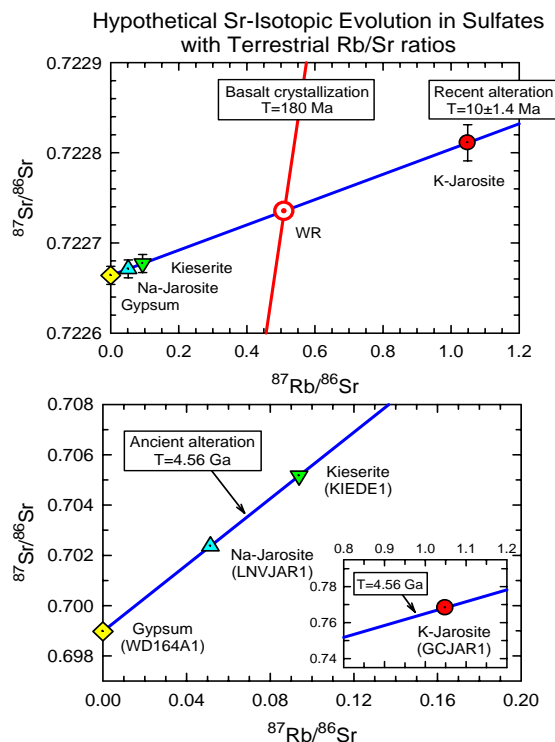 Hypothetical Sr-Isotopic Evolution in Sulfates
with Terrestrial Rb/Sr ratios
0.7229
0.7228
0.7227
0.7226
⁸⁷Sr/⁸⁶Sr
Basalt crystallization
T=180 Ma
Recent alteration
T=10±1.4 Ma
K-Jarosite
WR
Kieserite
Na-Jarosite
Gypsum
0.0 0.2 0.4 0.6 0.8 1.0 1.2
⁸⁷Rb/⁸⁶Sr
0.708
0.706
0.704
0.702
0.700
0.698
⁸⁷Sr/⁸⁶Sr
Ancient alteration
T=4.56 Ga
Kieserite
(KIEDE1)
Na-Jarosite
(LNVJAR1)
Gypsum
(WD164A1)
0.8 0.9 1.0 1.1 1.2
0.78
0.76
0.74
T=4.56 Ga
K-Jarosite
(GCJAR1)
0.00 0.04 0.08 0.12 0.16 0.20
⁸⁷Rb/⁸⁶Sr